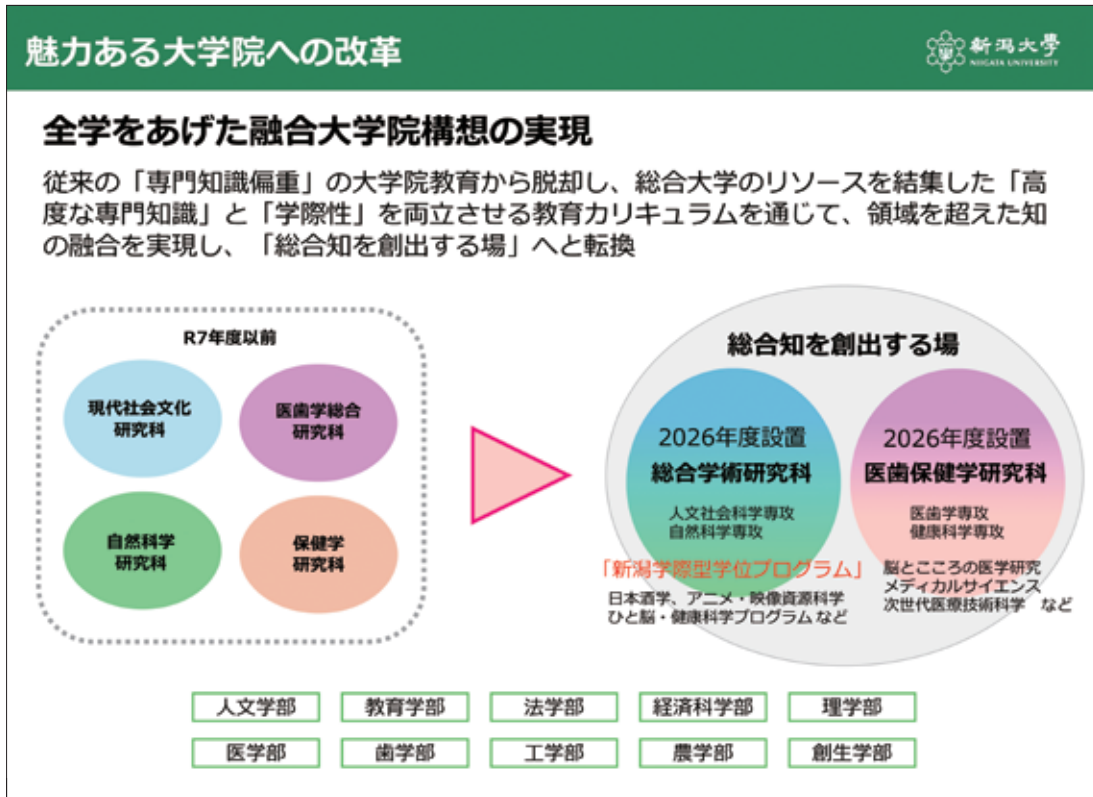 魅力ある大学院への改革
新潟大学
NIIGATA UNIVERSITY
全学をあげた融合大学院構想の実現
従来の「専門知識偏重」の大学院教育から脱却し、総合大学のリソースを結集した「高
度な専門知識」と「学際性」を両立させる教育カリキュラムを通じて、領域を超えた知
の融合を実現し、「総合知を創出する場」へと転換
R7年度以前
現代社会文化
研究科
医歯学総合
研究科
自然科学
研究科
保健学
研究科
総合知を創出する場
2026年度設置
総合学術研究科
人文社会科学専攻
自然科学専攻
「新潟学際型学位プログラム」
日本酒学、アニメ・映像資源科学
ひと脳・健康科学プログラムなど
2026年度設置
医歯保健学研究科
医歯学専攻
健康科学専攻
脳とこころの医学研究
メディカルサイエンス
次世代医療技術科学 など
人文学部
教育学部
法学部
経済科学部
理学部
医学部
歯学部
工学部
農学部
創生学部